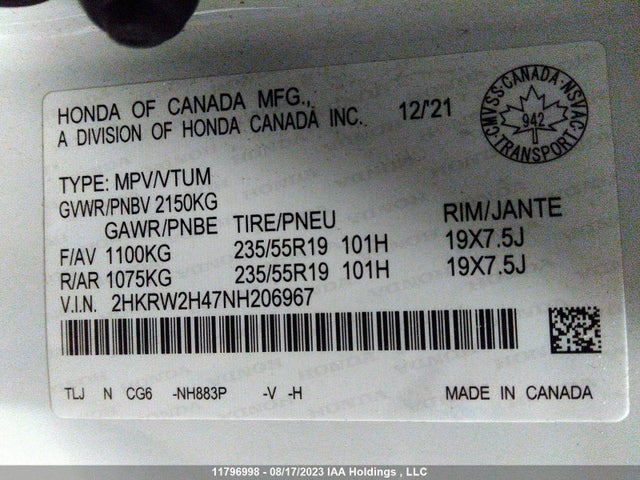 HONDA OF CANADA MFG., 12/'21
A DIVISION OF HONDA CANADA INC.
CMVSS·CANADA·NSVAC·TRANSPORT·
942
TYPE: MPV/VTUM
GVWR/PNBV 2150KG
GAWR/PNBE TIRE/PNEU RIM/JANTE
F/AV 1100KG 235/55R19 101H 19X7.5J
R/AR 1075KG 235/55R19 101H 19X7.5J
V.I.N. 2HKRW2H47NH206967
TLJ N CG6 -NH883P -V -H MADE IN CANADA
11796998 - 08/17/2023 IAA Holdings , LLC